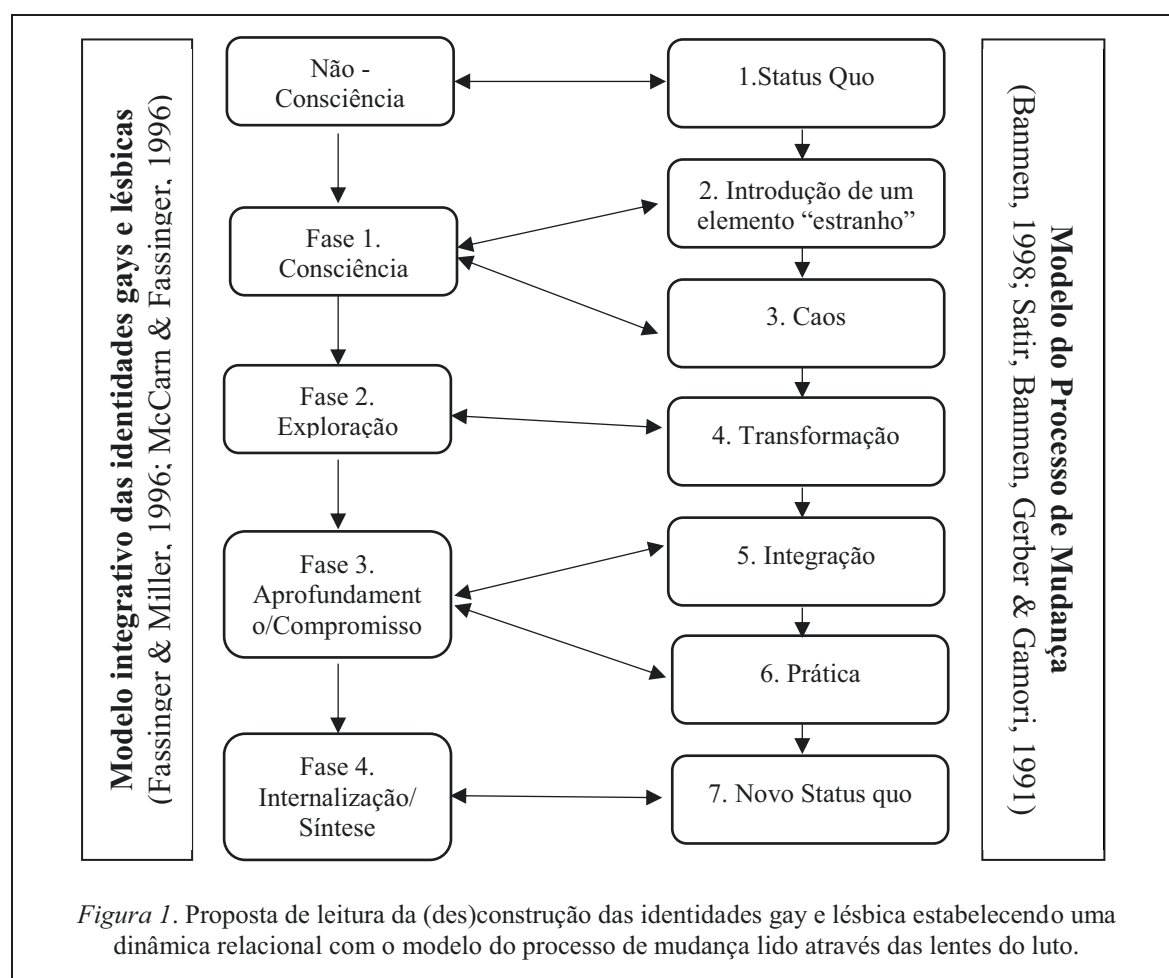 Modelo integrativo das identidades gays e lésbicas
(Fassinger & Miller, 1996; McCarn & Fassinger, 1996)
Não -
Consciência
Fase 1.
Consciência
Fase 2.
Exploração
Fase 3.
Aprofundament
o/Compromisso
Fase 4.
Internalização/
Síntese
1.Status Quo
2. Introdução de um
elemento “estranho”
3. Caos
4. Transformação
5. Integração
6. Prática
7. Novo Status quo
Modelo do Processo de Mudança
(Banmen, 1998; Satir, Banmen, Gerber & Gamori, 1991)
Figura 1. Proposta de leitura da (des)construção das identidades gay e lésbica estabelecendo uma
dinâmica relacional com o modelo do processo de mudança lido através das lentes do luto.